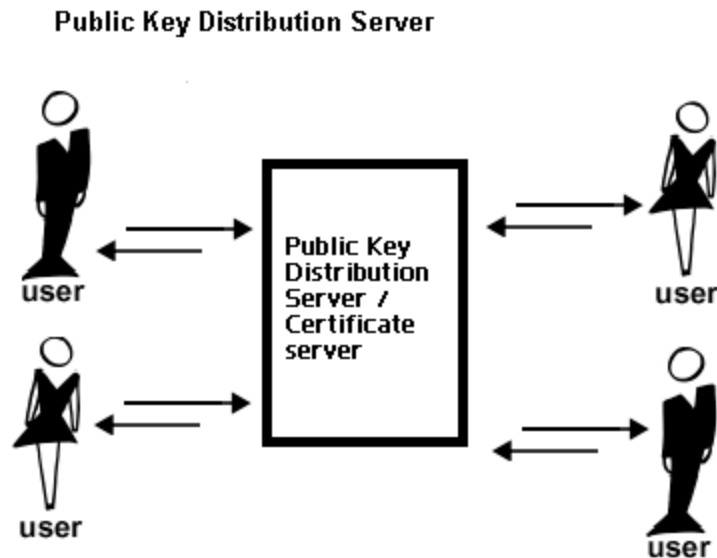 Public Key Distribution Server
user
user
Public Key
Distribution
Server /
Certificate
server
user
user